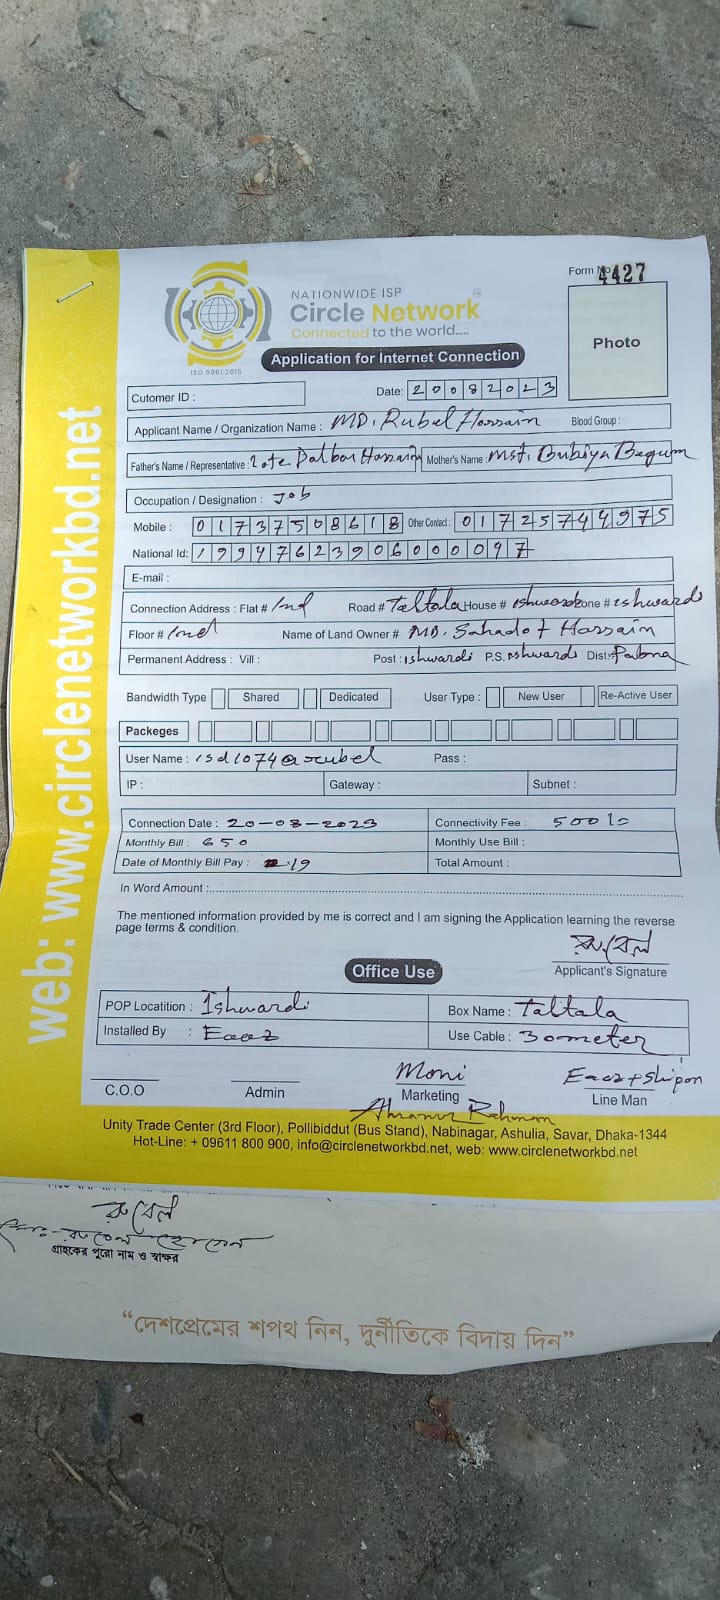 Form No 4427
NATIONWIDE ISP
Circle Network
Connected to the world.....
ISO 9001:2015
Application for Internet Connection
Photo
Cutomer ID :
Date: 20082023
Applicant Name / Organization Name : MD. Rubel Hossain Blood Group :
Father's Name / Representative : Late Dalbar Hossain Mother's Name : Mst. Bubiya Begum
Occupation / Designation : Job
Mobile : 01737508618 Other Contact : 01725744975
National Id: 19947623906000097
E-mail :
Connection Address : Flat # Road # Taltala House # ishwardi Zone # ishwardi
Floor # Name of Land Owner # MD. Sahadot Hossain
Permanent Address : Vill : Post : ishwardi P.S. ishwardi Dist: Pabna
Bandwidth Type Shared Dedicated User Type : New User Re-Active User
Packeges
User Name : isd1074@rubel Pass :
IP : Gateway : Subnet :
Connection Date : 20-08-2023 Connectivity Fee : 500
Monthly Bill : 650 Monthly Use Bill :
Date of Monthly Bill Pay : 19 Total Amount :
In Word Amount :
The mentioned information provided by me is correct and I am signing the Application learning the reverse
page terms & condition.
রুবেল
Applicant's Signature
Office Use
POP Locatition : Ishwardi Box Name : Taltala
Installed By : Eaaz Use Cable : 30meter
Moni Eaaz+Shipon
C.O.O Admin Marketing Line Man
Rahman
Unity Trade Center (3rd Floor), Pollibiddut (Bus Stand), Nabinagar, Ashulia, Savar, Dhaka-1344
Hot-Line: + 09611 800 900, info@circlenetworkbd.net, web: www.circlenetworkbd.net
web: www.circlenetworkbd.net
রুবেল
মোঃ রুবেল হোসেন
গ্রাহকের পুরো নাম ও স্বাক্ষর
“দেশপ্রেমের শপথ নিন, দুর্নীতিকে বিদায় দিন”